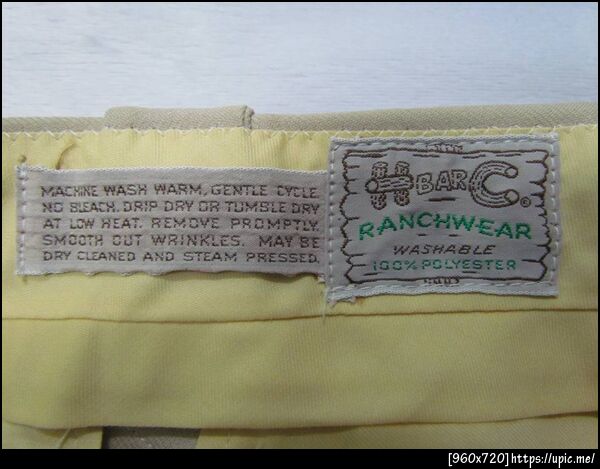 MACHINE WASH WARM, GENTLE CYCLE
NO BLEACH. DRIP DRY OR TUMBLE DRY
AT LOW HEAT. REMOVE PROMPTLY.
SMOOTH OUT WRINKLES. MAY BE
DRY CLEANED AND STEAM PRESSED.
H BAR C®
RANCHWEAR
WASHABLE
100% POLYESTER
[960x720]https://upic.me/